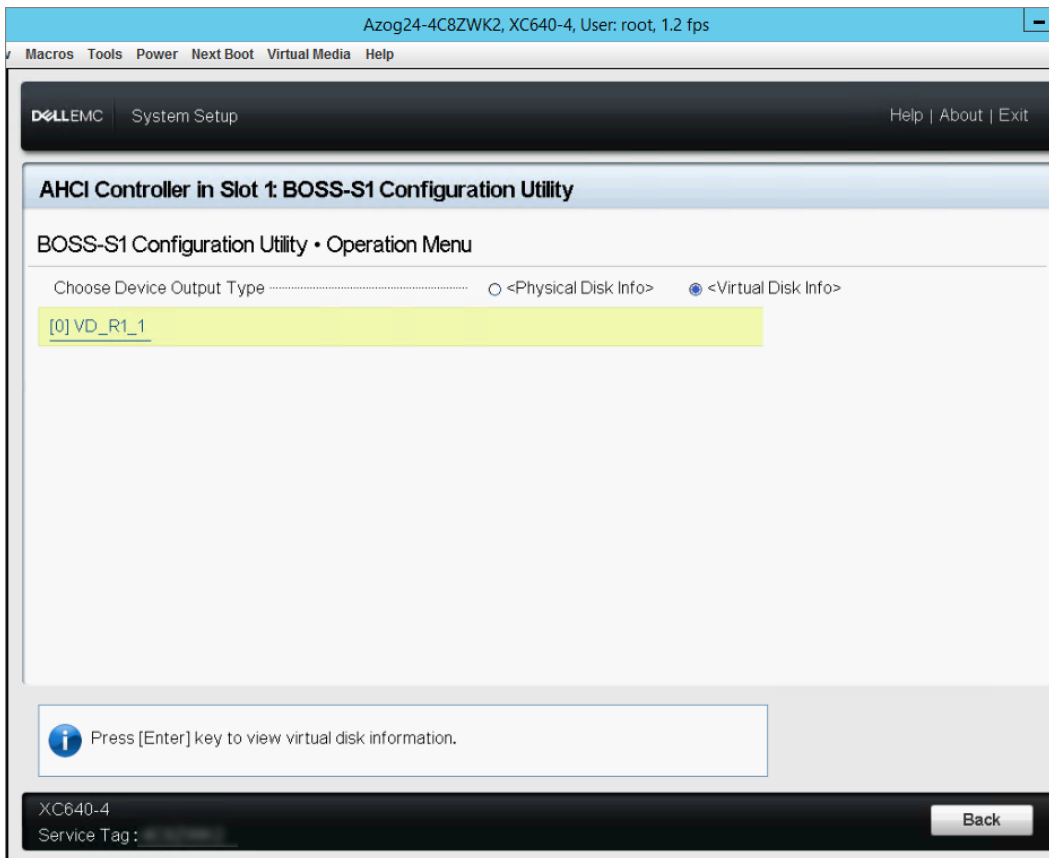 Azog24-4C8ZWK2, XC640-4, User: root, 1.2 fps
Macros Tools Power Next Boot Virtual Media Help
DELLEMC System Setup Help | About | Exit
AHCI Controller in Slot 1: BOSS-S1 Configuration Utility
BOSS-S1 Configuration Utility • Operation Menu
Choose Device Output Type <Physical Disk Info> <Virtual Disk Info>
[0] VD_R1_1
Press [Enter] key to view virtual disk information.
XC640-4
Service Tag :
Back